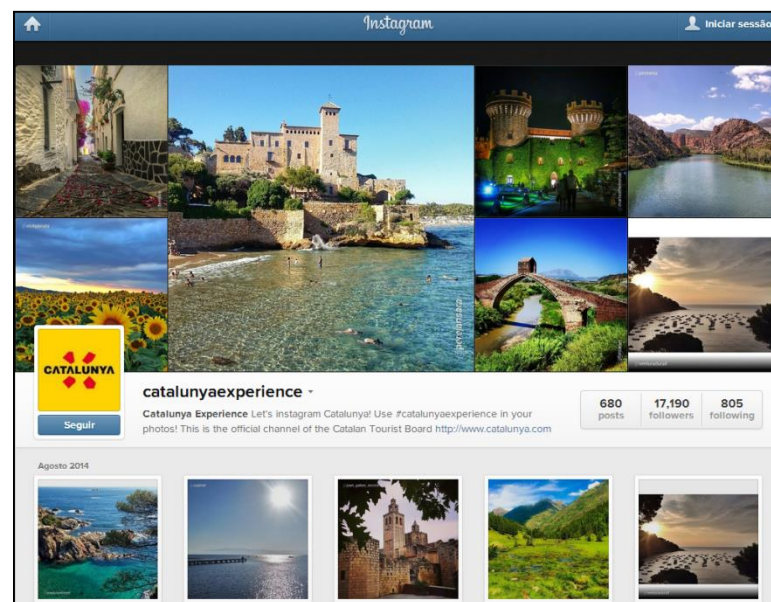 Instagram
Iniciar sessão
jperejansara
CATALUNYA
Seguir
catalunyaexperience
Catalunya Experience Let's instagram Catalunya! Use #catalunyaexperience in your
photos! This is the official channel of the Catalan Tourist Board http://www.catalunya.com
680
posts
17,190
followers
805
following
Agosto 2014